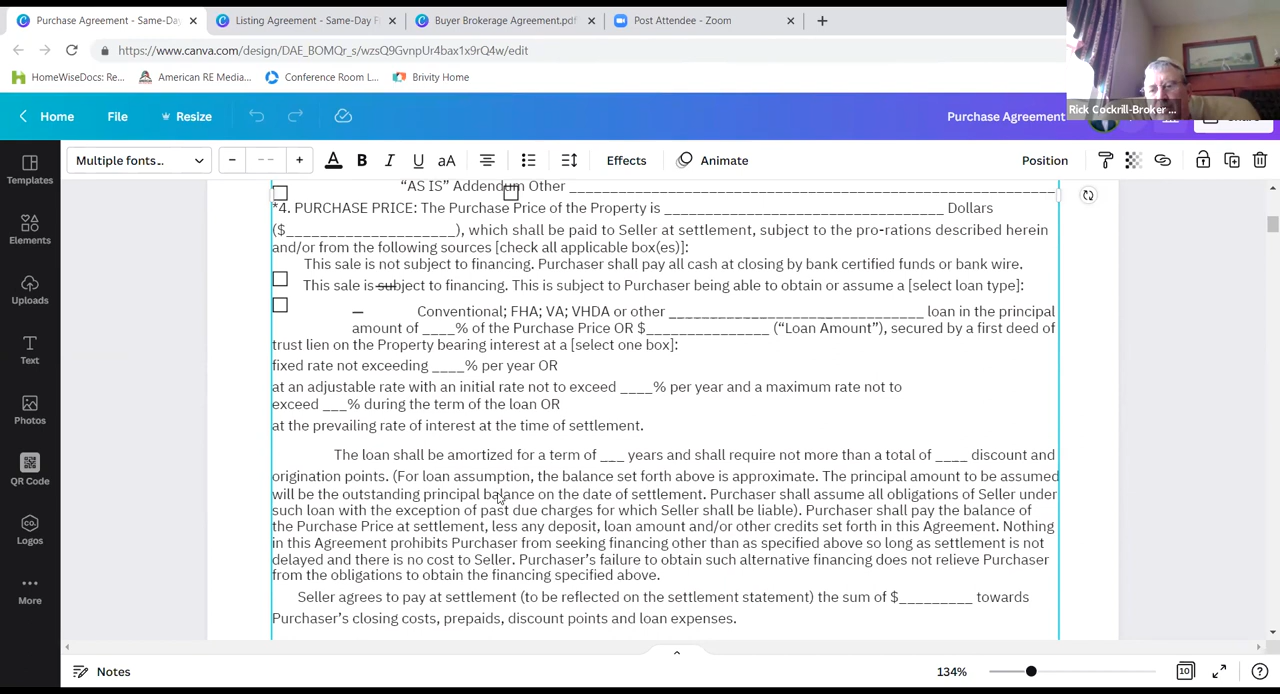 Purchase Agreement - Same-Da
Listing Agreement - Same-Day F
Buyer Brokerage Agreement.pdf
Post Attendee - Zoom
https://www.canva.com/design/DAE_BOMQr_s/wzsQ9GvnpUr4bax1x9rQ4w/edit
HomeWiseDocs: Re...
American RE Media...
Conference Room L...
Brivity Home
Rick Cockrill-Broker ...
Home
File
Resize
Purchase Agreement
Multiple fonts...
– -- +
A B I U aA
Effects
Animate
Position
Templates
Elements
Uploads
Text
Photos
QR Code
Logos
More
“AS IS” Addendum Other ______________________________________________________
*4. PURCHASE PRICE: The Purchase Price of the Property is _________________________________ Dollars
($____________________), which shall be paid to Seller at settlement, subject to the pro-rations described herein
and/or from the following sources [check all applicable box(es)]:
This sale is not subject to financing. Purchaser shall pay all cash at closing by bank certified funds or bank wire.
This sale is subject to financing. This is subject to Purchaser being able to obtain or assume a [select loan type]:
Conventional; FHA; VA; VHDA or other ______________________________ loan in the principal
amount of ____% of the Purchase Price OR $_______________ (“Loan Amount”), secured by a first deed of
trust lien on the Property bearing interest at a [select one box]:
fixed rate not exceeding ____% per year OR
at an adjustable rate with an initial rate not to exceed ____% per year and a maximum rate not to
exceed ___% during the term of the loan OR
at the prevailing rate of interest at the time of settlement.
The loan shall be amortized for a term of ___ years and shall require not more than a total of ____ discount and
origination points. (For loan assumption, the balance set forth above is approximate. The principal amount to be assumed
will be the outstanding principal balance on the date of settlement. Purchaser shall assume all obligations of Seller under
such loan with the exception of past due charges for which Seller shall be liable). Purchaser shall pay the balance of
the Purchase Price at settlement, less any deposit, loan amount and/or other credits set forth in this Agreement. Nothing
in this Agreement prohibits Purchaser from seeking financing other than as specified above so long as settlement is not
delayed and there is no cost to Seller. Purchaser’s failure to obtain such alternative financing does not relieve Purchaser
from the obligations to obtain the financing specified above.
Seller agrees to pay at settlement (to be reflected on the settlement statement) the sum of $_________ towards
Purchaser’s closing costs, prepaids, discount points and loan expenses.
Notes
134%
10